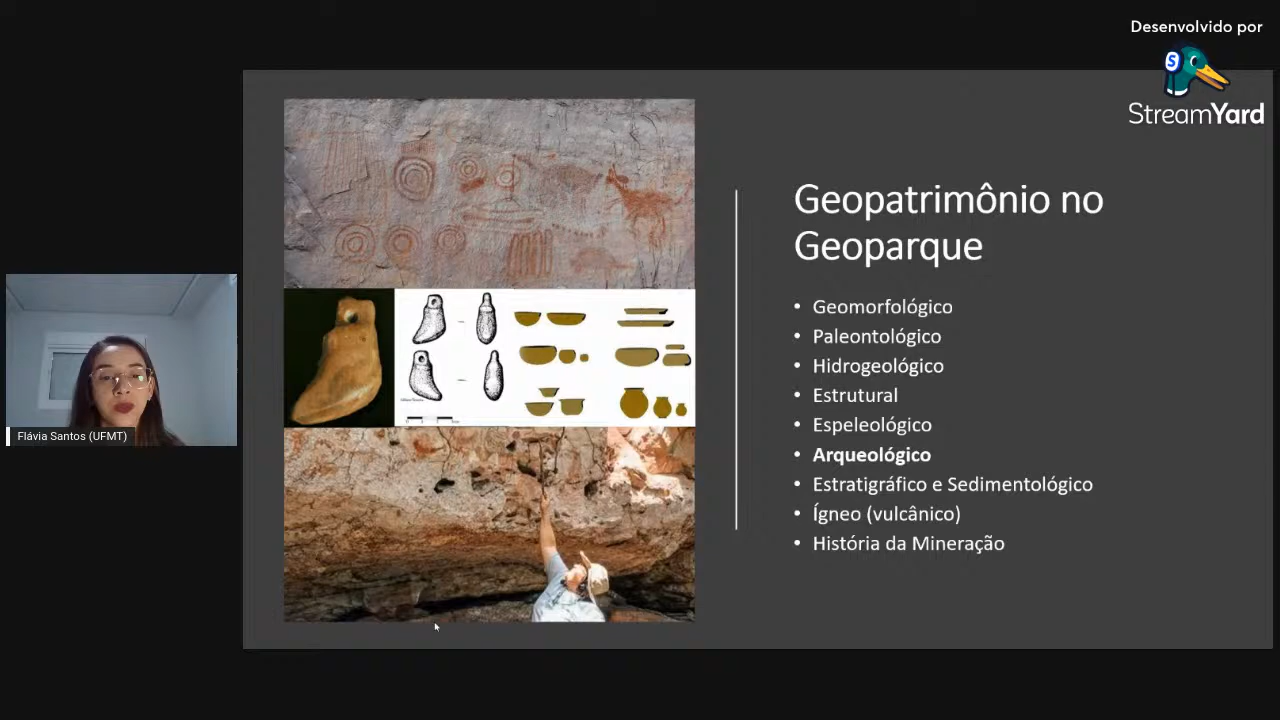 Desenvolvido por
StreamYard
Geopatrimônio no
Geoparque
• Geomorfológico
• Paleontológico
• Hidrogeológico
• Estrutural
• Espeleológico
• Arqueológico
• Estratigráfico e Sedimentológico
• Ígneo (vulcânico)
• História da Mineração
Flávia Santos (UFMT)